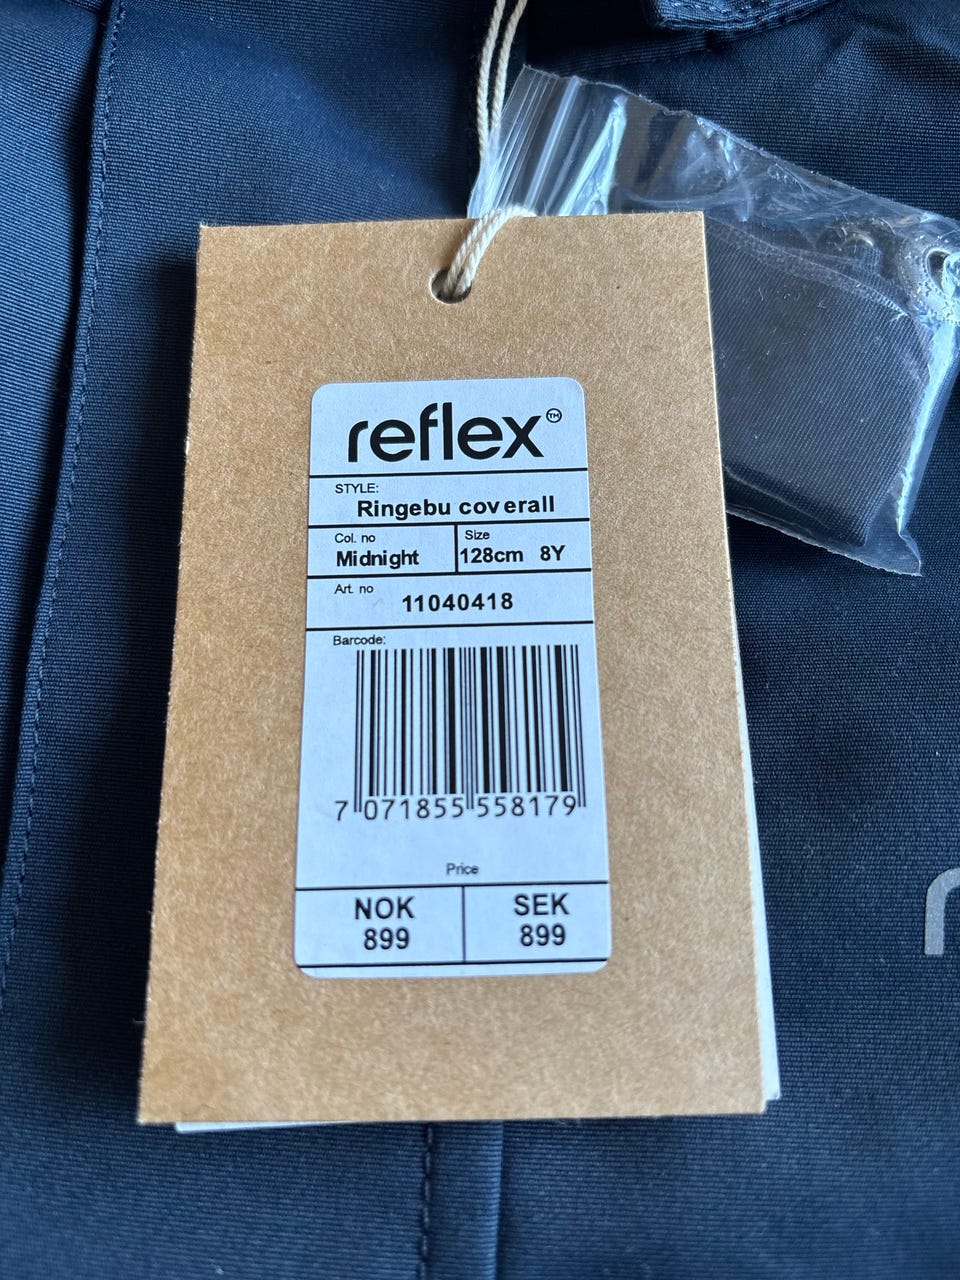 reflex™
STYLE:
Ringebu coverall
Col. no
Midnight
Size
128cm 8Y
Art. no
11040418
Barcode:
7 071855 558179
Price
NOK
899
SEK
899